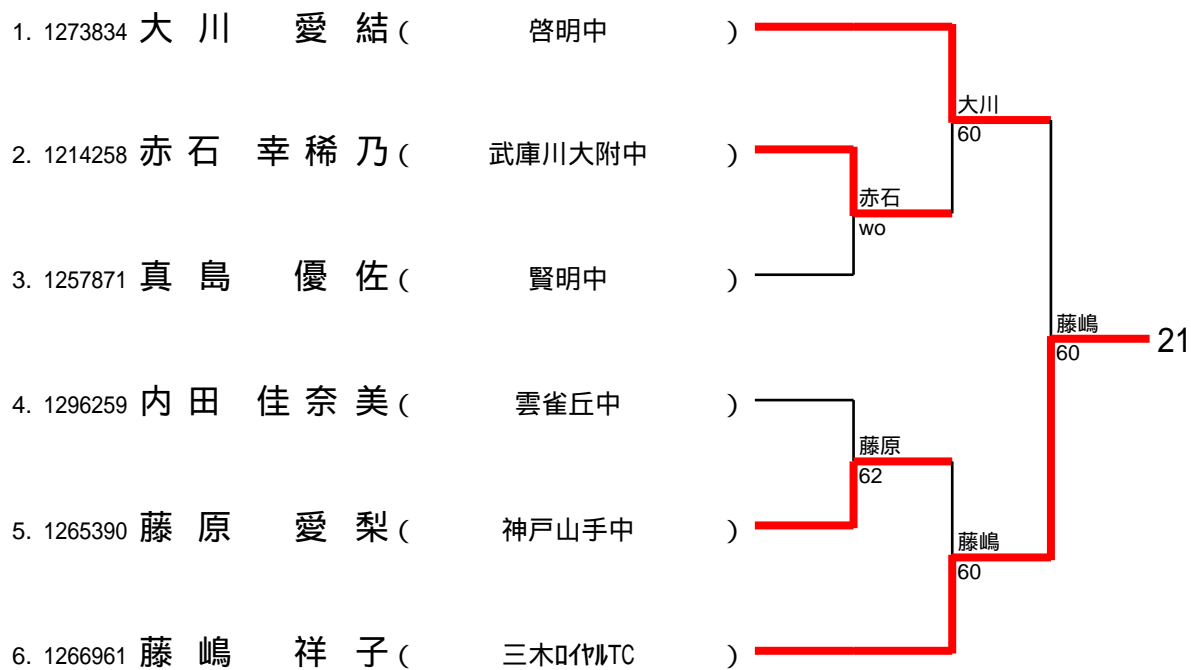 1. 1273834 大川 愛結 ( 啓明中 )
大川
60
2. 1214258 赤石 幸稀乃 ( 武庫川大附中 )
赤石
wo
3. 1257871 真島 優佐 ( 賢明中 )
藤嶋
60
21
4. 1296259 内田 佳奈美 ( 雲雀丘中 )
藤原
62
5. 1265390 藤原 愛梨 ( 神戸山手中 )
藤嶋
60
6. 1266961 藤嶋 祥子 ( 三木ﾛｲﾔﾙTC )